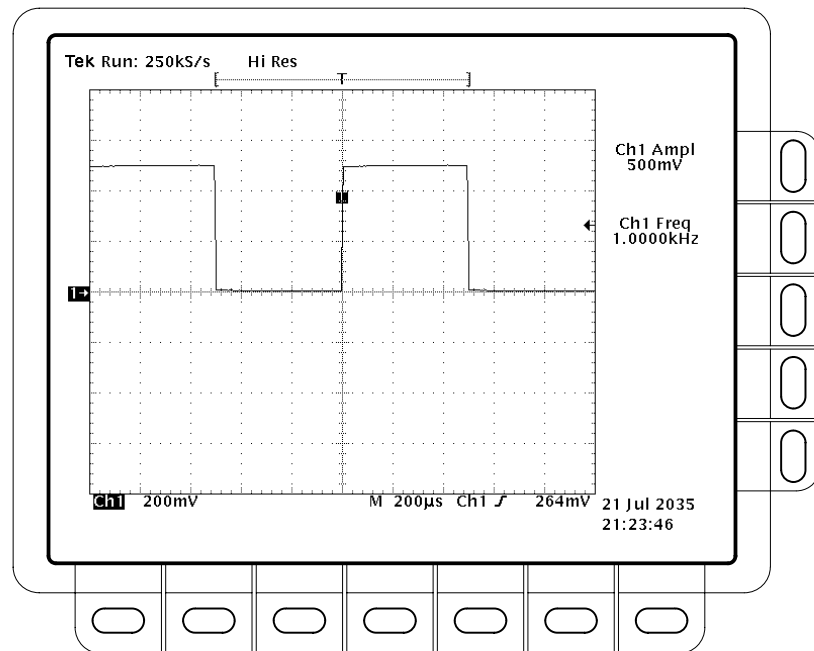 Tek Run: 250kS/s Hi Res
T
Ch1 Ampl
500mV
T
Ch1 Freq
1.0000kHz
1→
Ch1 200mV M 200µs Ch1 264mV
21 Jul 2035
21:23:46